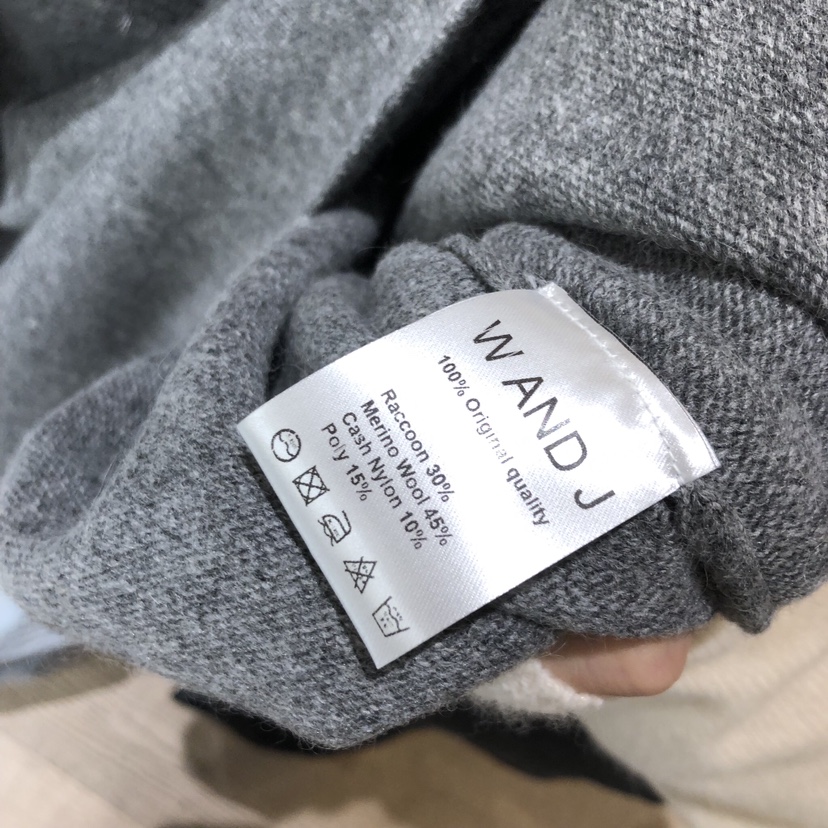 W AND J
100% Original quality
Raccoon 30%
Merino Wool 45%
Cash Nylon 10%
Poly 15%